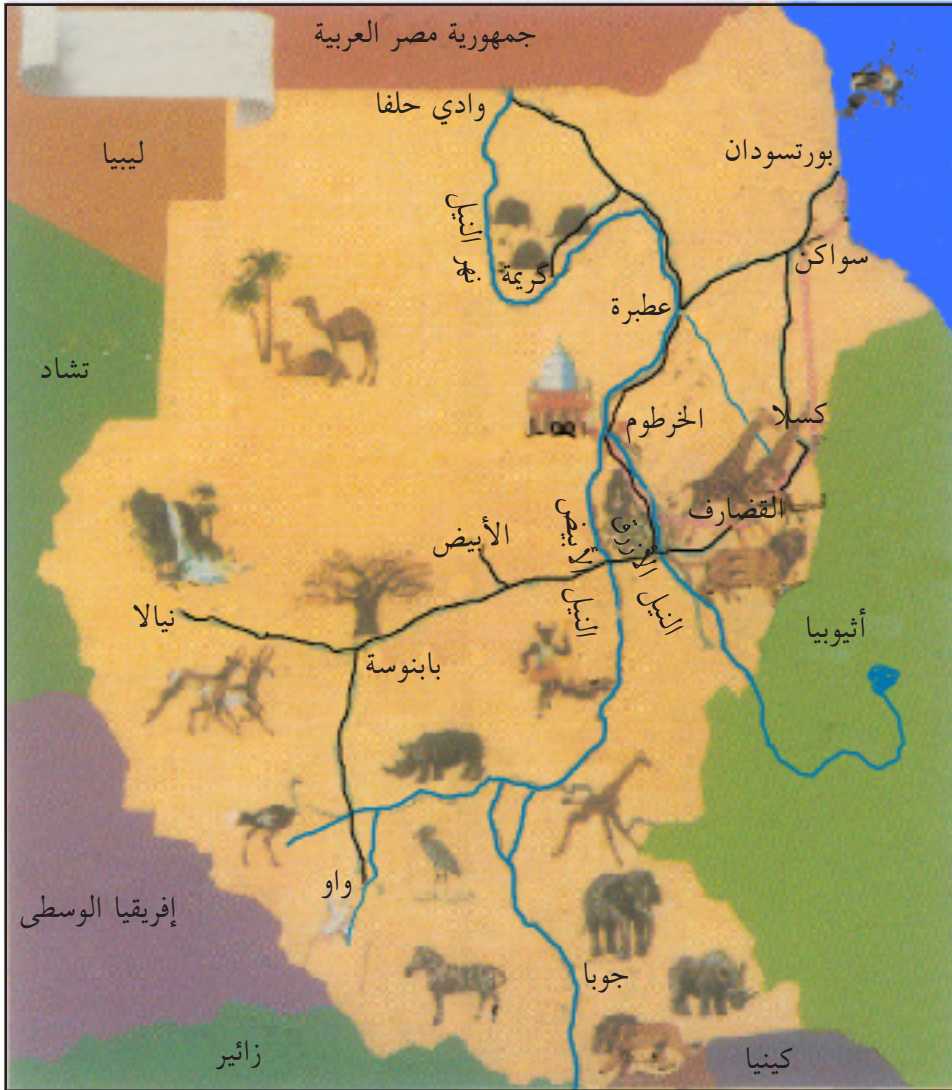 جمهورية مصر العربية
وادي حلفا
ليبيا
بورتسودان
نهر النيل
سواكن
كريمة
عطبرة
تشاد
كسلا
الخرطوم
القضارف
الأبيض
النيل الأبيض
النيل الأزرق
نيالا
أثيوبيا
بابنوسة
واو
إفريقيا الوسطى
جوبا
زائير
كينيا